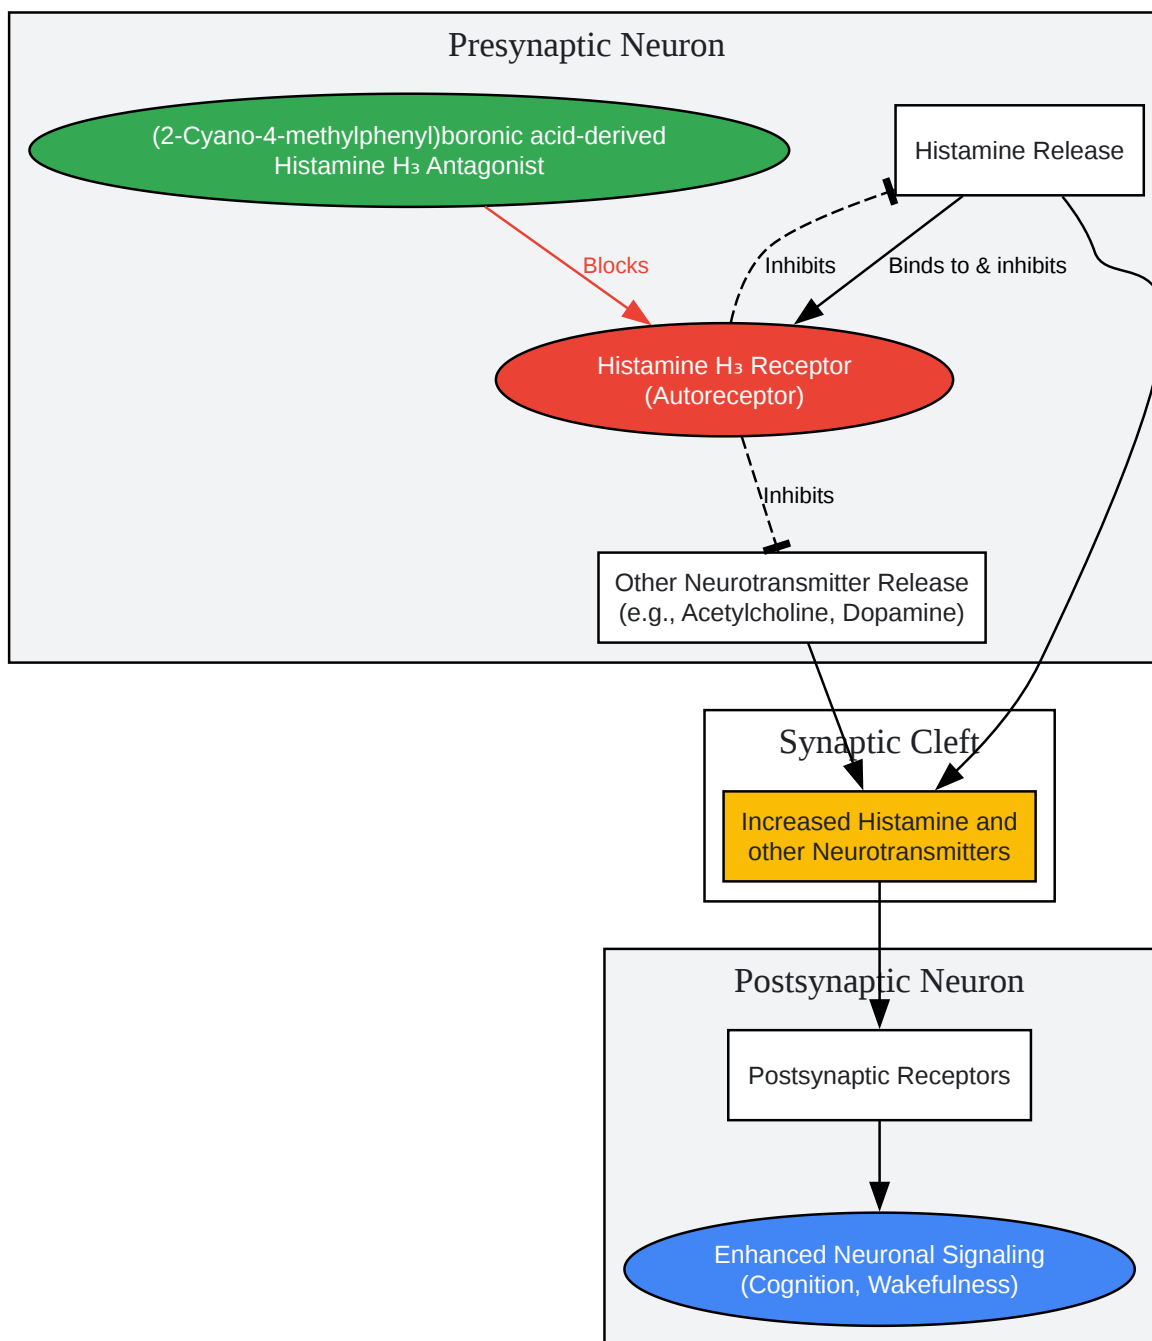 Presynaptic Neuron
(2-Cyano-4-methylphenyl)boronic acid-derived
Histamine H₃ Antagonist
Histamine Release
Blocks
Inhibits
Binds to & inhibits
Histamine H₃ Receptor
(Autoreceptor)
Inhibits
Other Neurotransmitter Release
(e.g., Acetylcholine, Dopamine)
Synaptic Cleft
Increased Histamine and
other Neurotransmitters
Postsynaptic Neuron
Postsynaptic Receptors
Enhanced Neuronal Signaling
(Cognition, Wakefulness)